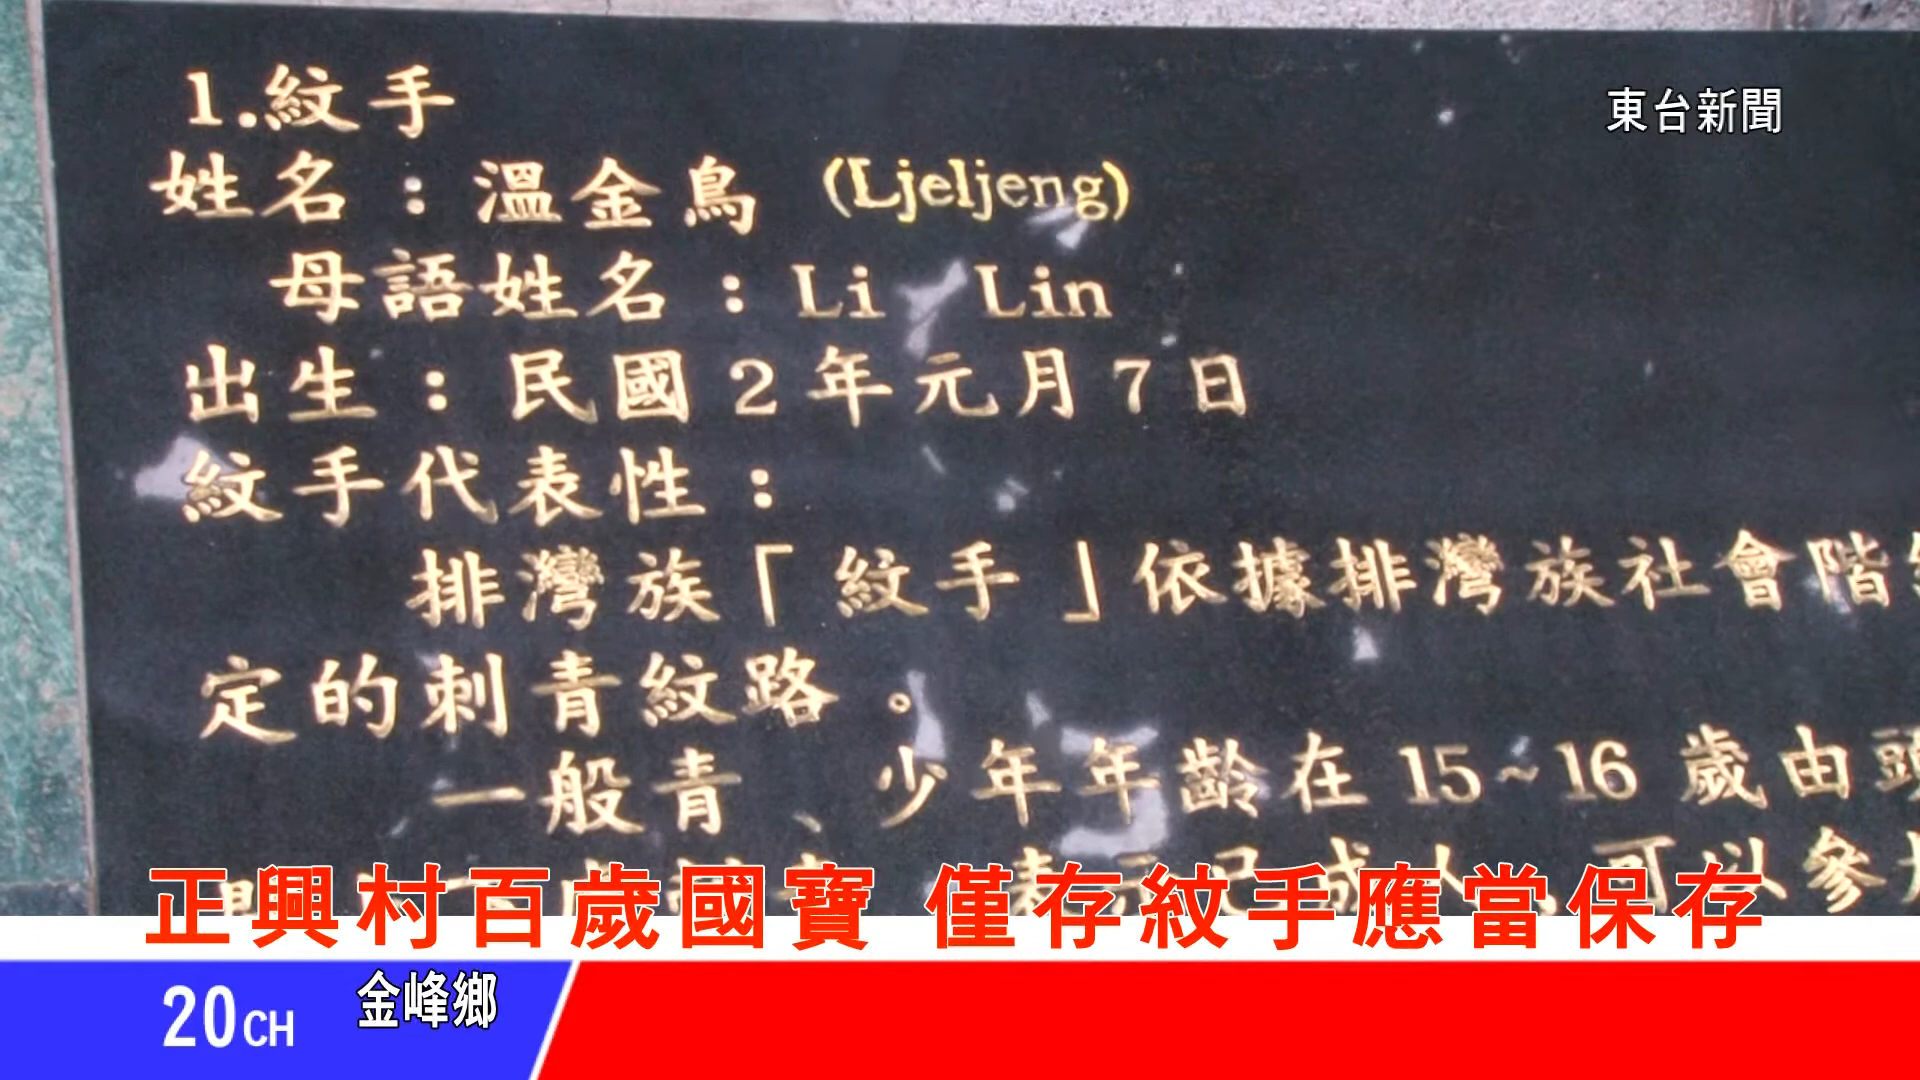 1.紋手
東台新聞
姓名：溫金鳥 (Ljeljeng)
母語姓名：Li Lin
出生：民國2年元月7日
紋手代表性：
排灣族「紋手」依據排灣族社會階
定的刺青紋路。
一般青、少年年齡在15~16歲由頭
可以參
正興村百歲國寶 僅存紋手應當保存
20CH 金峰鄉